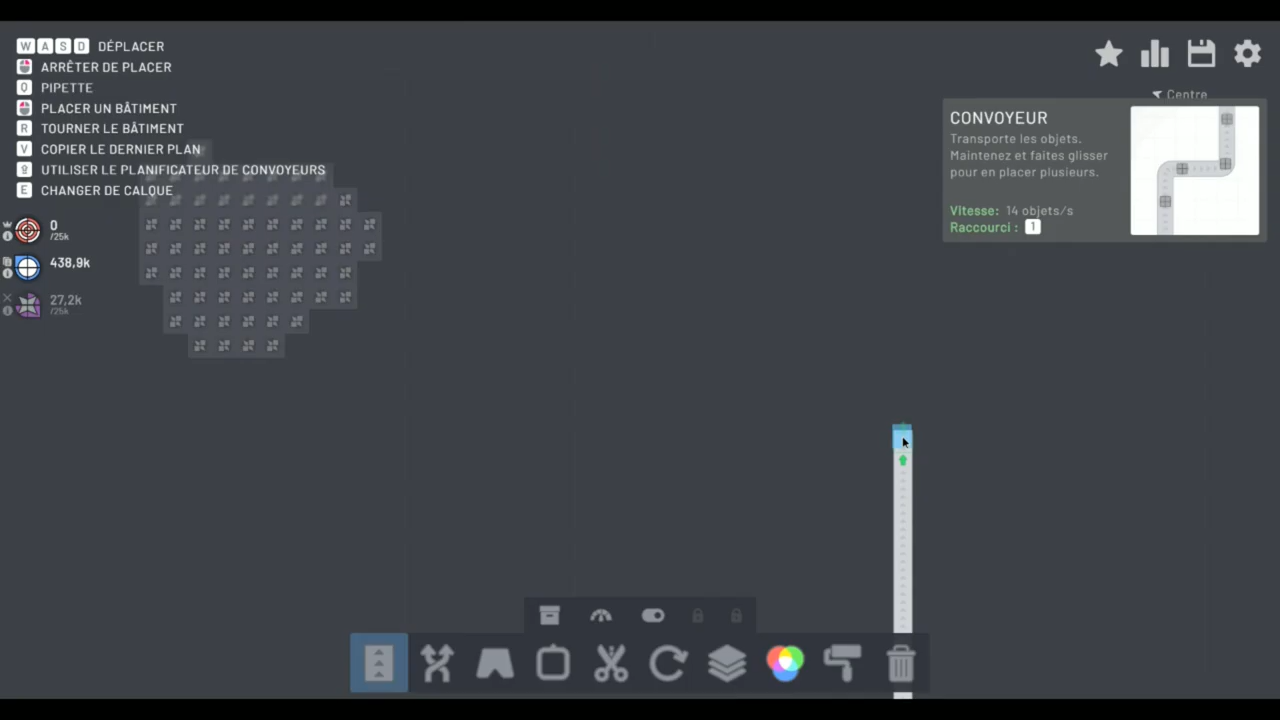 W A S D DÉPLACER
ARRÊTER DE PLACER
Q PIPETTE
PLACER UN BÂTIMENT
R TOURNER LE BÂTIMENT
V COPIER LE DERNIER PLAN
UTILISER LE PLANIFICATEUR DE CONVOYEURS
E CHANGER DE CALQUE
0
/25k
438,9k
27,2k
/25k
Centre
CONVOYEUR
Transporte les objets.
Maintenez et faites glisser
pour en placer plusieurs.
Vitesse: 14 objets/s
Raccourci : 1